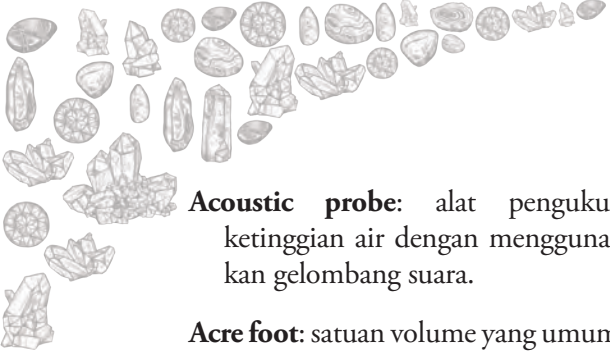 Acoustic probe: alat penguku
ketinggian air dengan mengguna
kan gelombang suara.
Acre foot: satuan volume yang umum